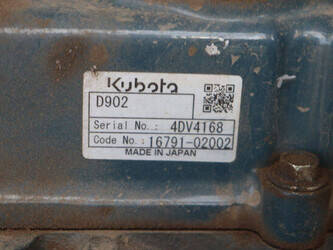 Kubota
D902
Serial No.: 4DV4168
Code No.: 16791-02002
MADE IN JAPAN